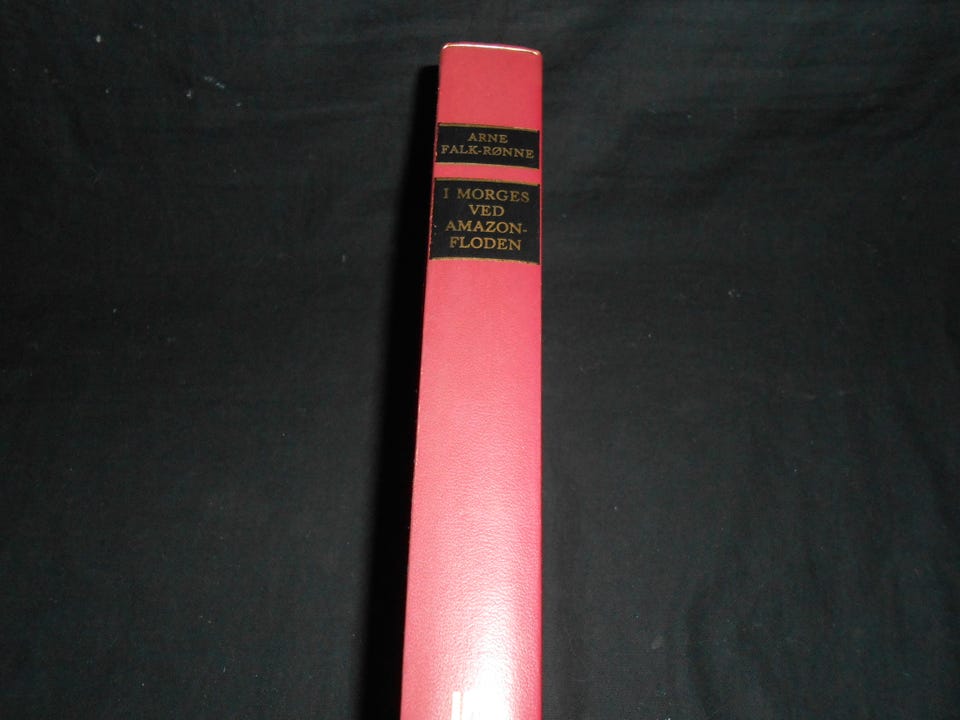 ARNE
FALK-RØNNE
I MORGES
VED
AMAZON-
FLODEN